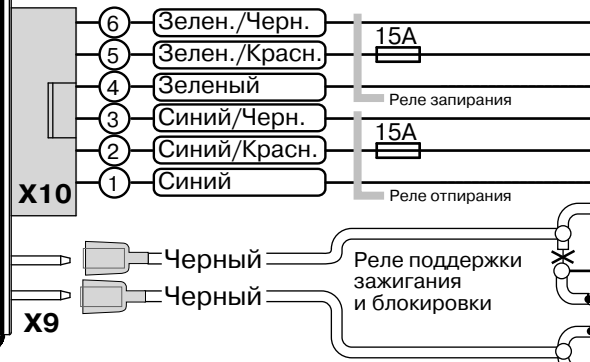 6 Зелен./Черн.
15A
5 Зелен./Красн.
4 Зеленый
Реле запирания
3 Синий/Черн.
15A
2 Синий/Красн.
1 Синий
X10
Реле отпирания
Черный
Реле поддержки
зажигания
и блокировки
Черный
X9